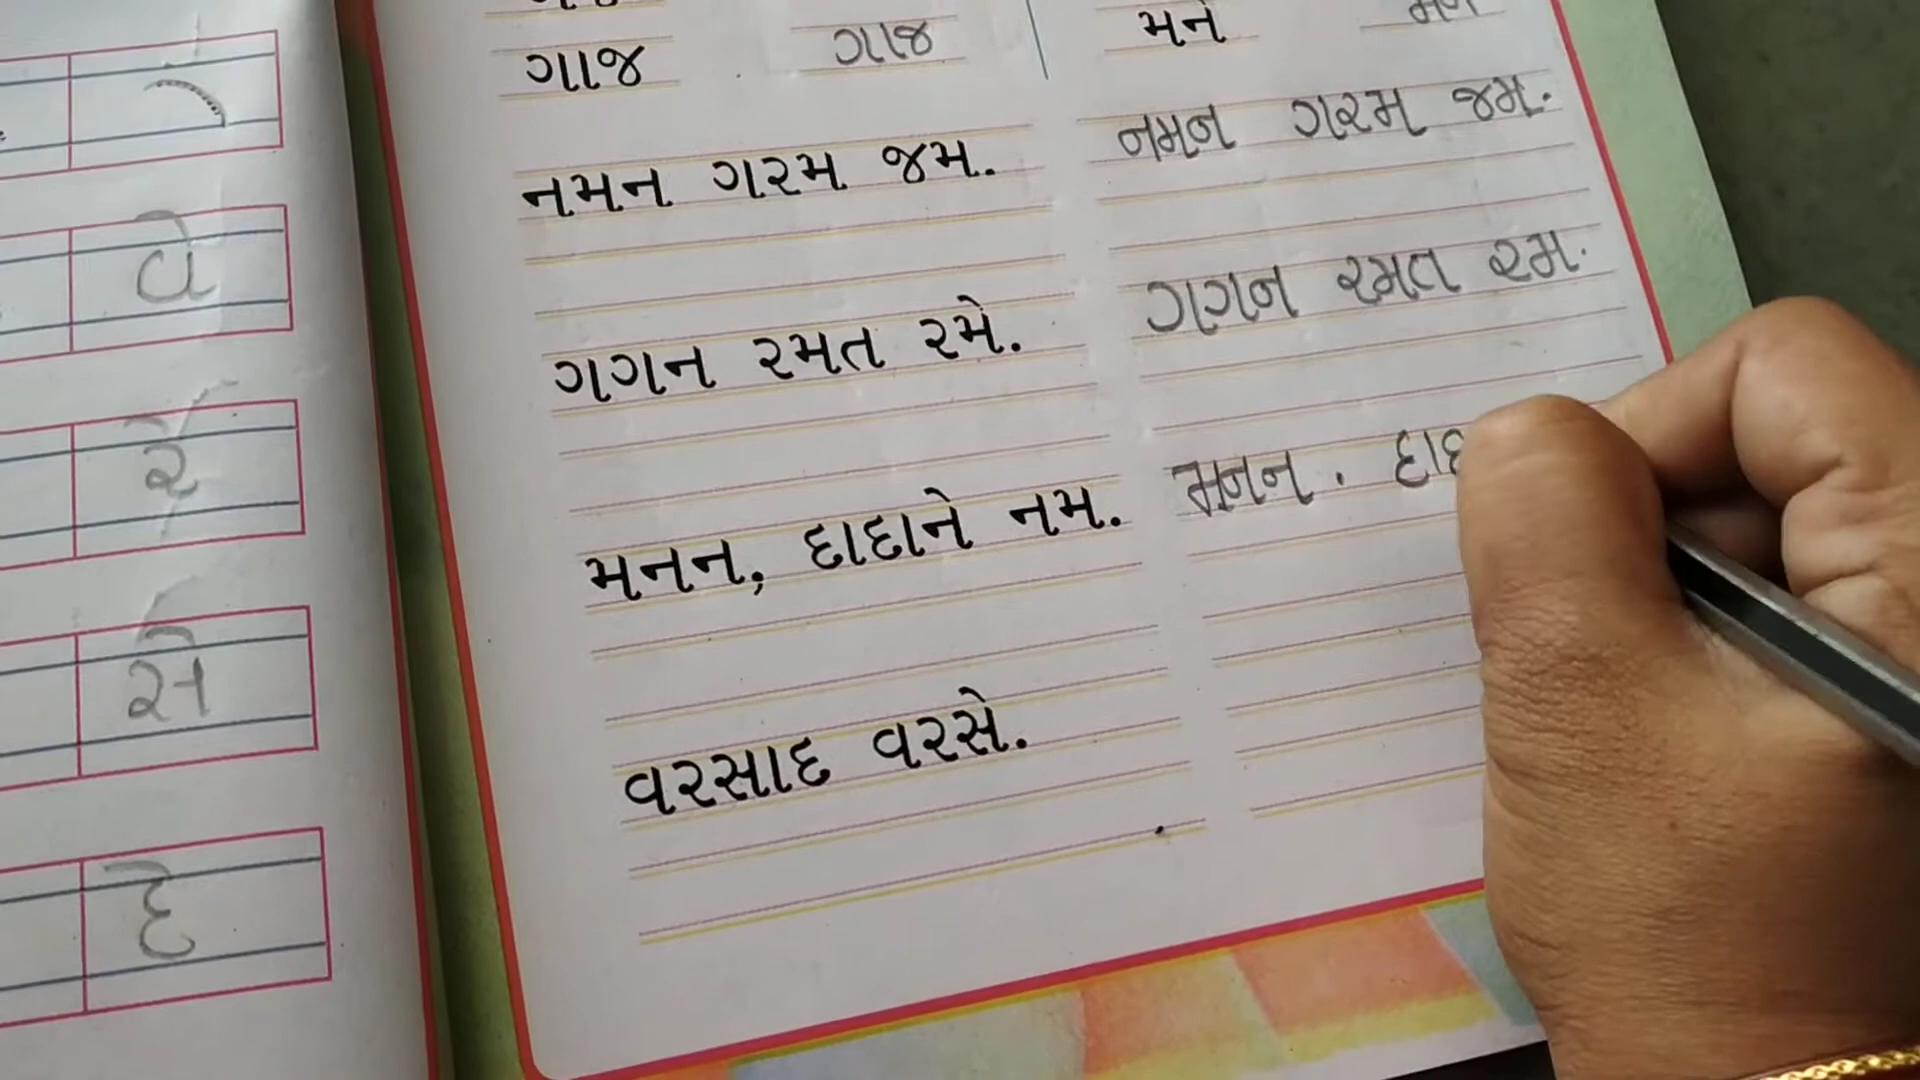 ગાજ ગાજ મને
નમન ગરમ જમ. નમન ગરમ જમ.
ગગન રમત રમે. ગગન રમત રમ.
મનન, દાદાને નમ. મનન . દાદ
વરસાદ વરસે.
વે
રે
સે
દે